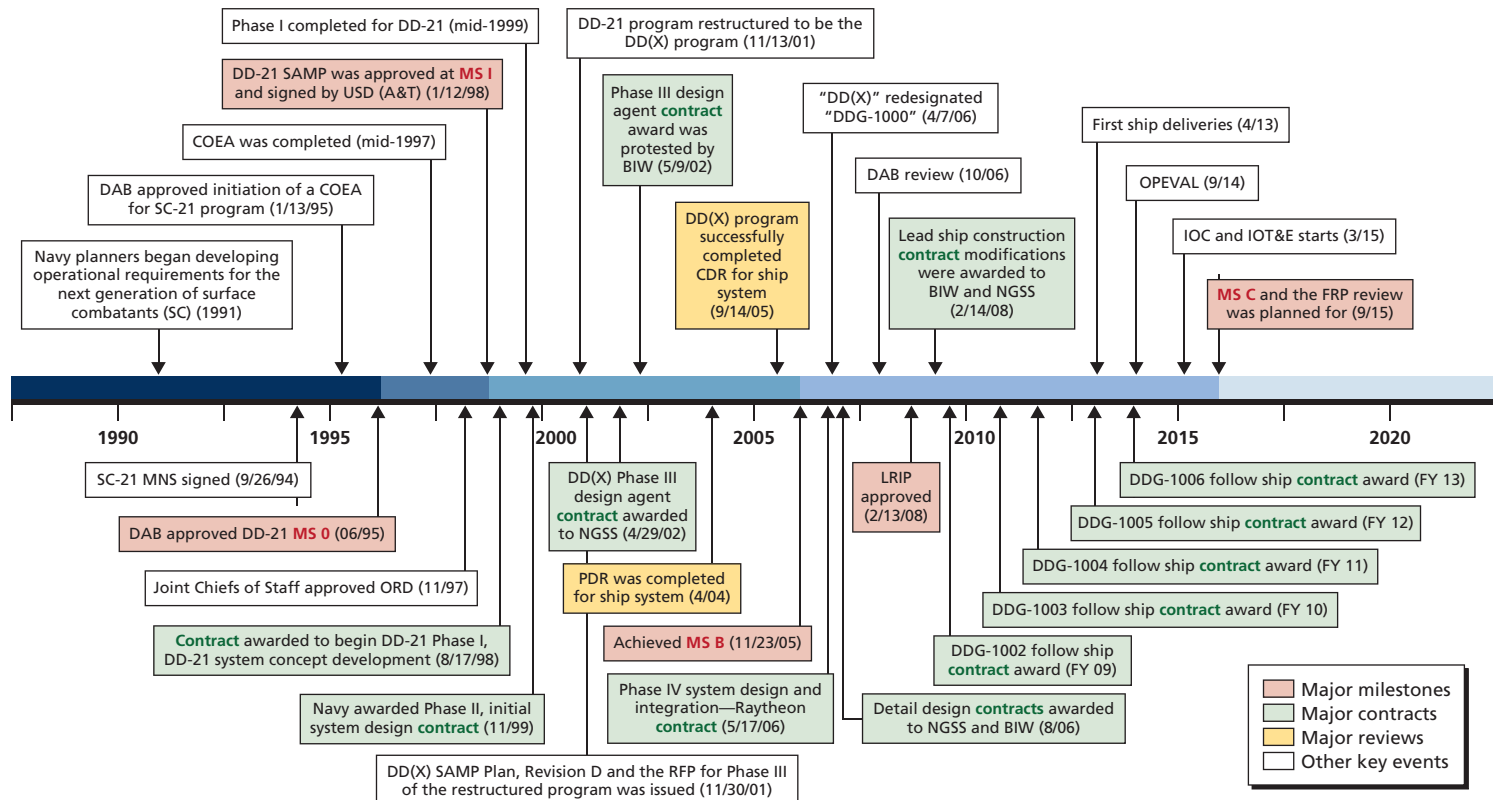 Phase I completed for DD-21 (mid-1999)
DD-21 SAMP was approved at MS I
and signed by USD (A&T) (1/12/98)
COEA was completed (mid-1997)
DAB approved initiation of a COEA
for SC-21 program (1/13/95)
Navy planners began developing
operational requirements for the
next generation of surface
combatants (SC) (1991)
DD-21 program restructured to be the
DD(X) program (11/13/01)
Phase III design
agent contract
award was
protested by
BIW (5/9/02)
DD(X) program
successfully
completed
CDR for ship
system
(9/14/05)
“DD(X)” redesignated
“DDG-1000” (4/7/06)
DAB review (10/06)
Lead ship construction
contract modifications
were awarded to
BIW and NGSS
(2/14/08)
First ship deliveries (4/13)
OPEVAL (9/14)
IOC and IOT&E starts (3/15)
MS C and the FRP review
was planned for (9/15)
1990
1995
2000
2005
2010
2015
2020
SC-21 MNS signed (9/26/94)
DAB approved DD-21 MS 0 (06/95)
Joint Chiefs of Staff approved ORD (11/97)
Contract awarded to begin DD-21 Phase I,
DD-21 system concept development (8/17/98)
Navy awarded Phase II, initial
system design contract (11/99)
DD(X) SAMP Plan, Revision D and the RFP for Phase III
of the restructured program was issued (11/30/01)
DD(X) Phase III
design agent
contract awarded
to NGSS (4/29/02)
PDR was completed
for ship system (4/04)
Achieved MS B (11/23/05)
Phase IV system design and
integration—Raytheon
contract (5/17/06)
Detail design contracts awarded
to NGSS and BIW (8/06)
LRIP
approved
(2/13/08)
DDG-1002 follow ship
contract award (FY 09)
DDG-1003 follow ship contract award (FY 10)
DDG-1004 follow ship contract award (FY 11)
DDG-1005 follow ship contract award (FY 12)
DDG-1006 follow ship contract award (FY 13)
Major milestones
Major contracts
Major reviews
Other key events